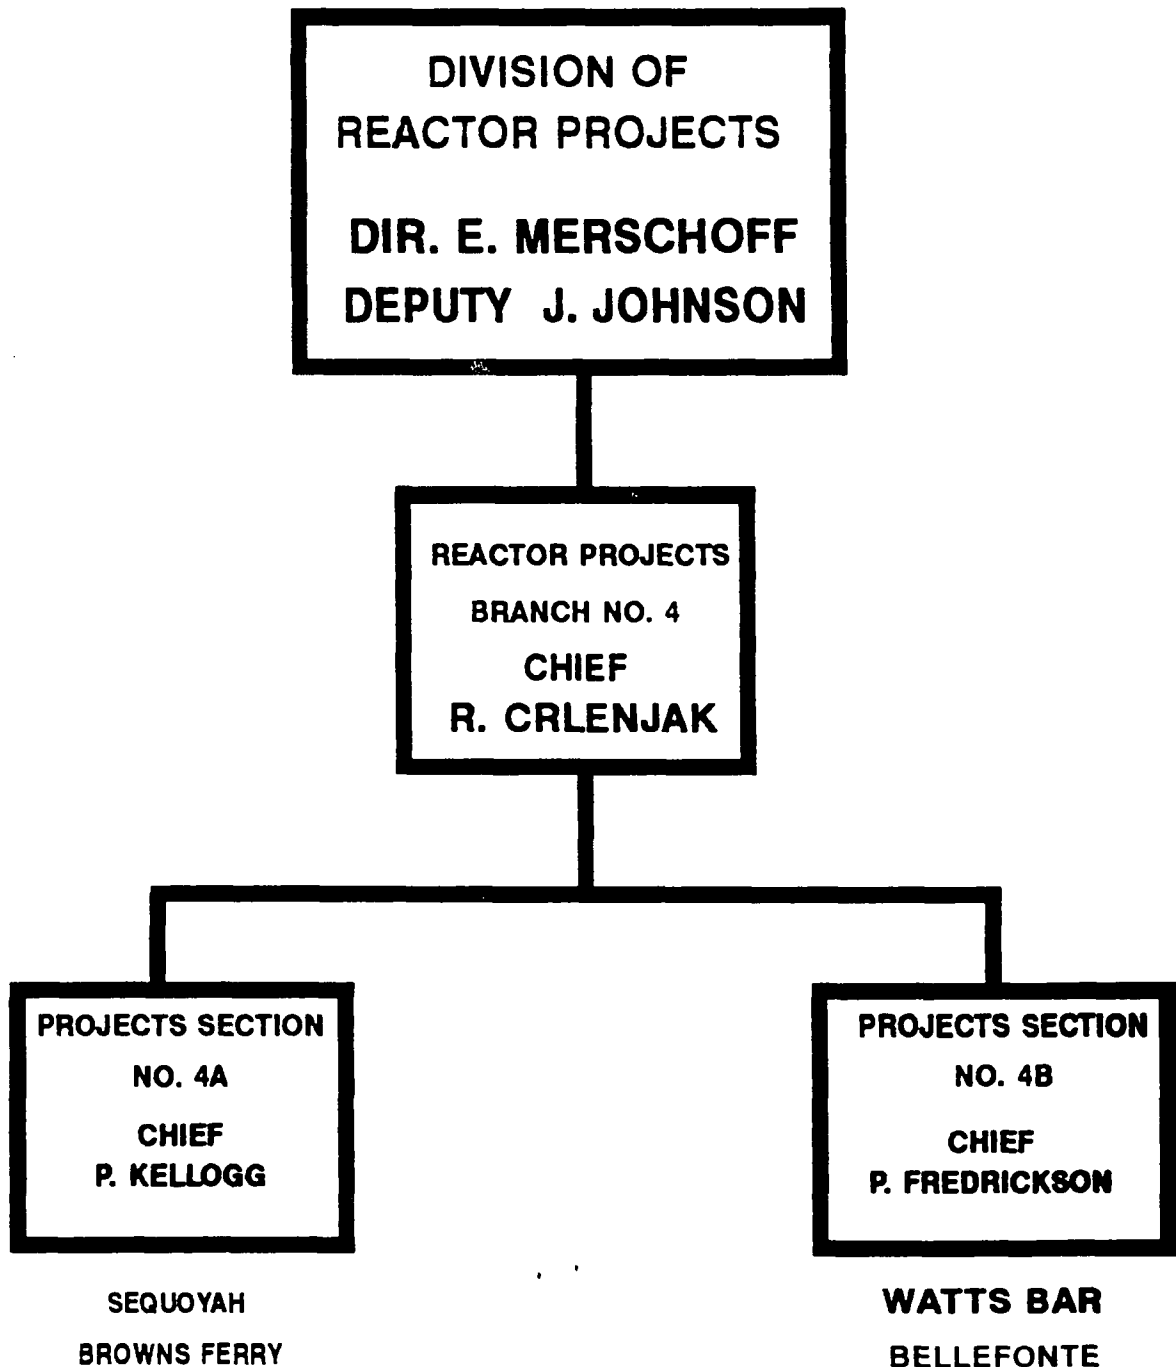 DIVISION OF
REACTOR PROJECTS
DIR. E. MERSCHOFF
DEPUTY J. JOHNSON
REACTOR PROJECTS
BRANCH NO. 4
CHIEF
R. CRLENJAK
PROJECTS SECTION
NO. 4A
CHIEF
P. KELLOGG
SEQUOYAH
BROWNS FERRY
PROJECTS SECTION
NO. 4B
CHIEF
P. FREDRICKSON
WATTS BAR
BELLEFONTE